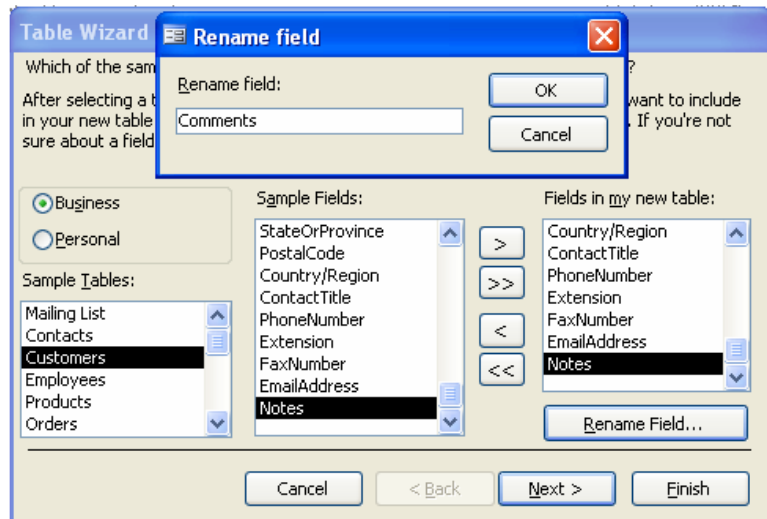 Table Wizard
Rename field
Rename field:
Comments
OK
Cancel
Which of the sam
?
After selecting a t
want to include
in your new table
. If you're not
sure about a field
Business
Personal
Sample Tables:
Mailing List
Contacts
Customers
Employees
Products
Orders
Sample Fields:
StateOrProvince
PostalCode
Country/Region
ContactTitle
PhoneNumber
Extension
FaxNumber
EmailAddress
Notes
>
>>
<
<<
Fields in my new table:
Country/Region
ContactTitle
PhoneNumber
Extension
FaxNumber
EmailAddress
Notes
Rename Field...
Cancel
< Back
Next >
Finish